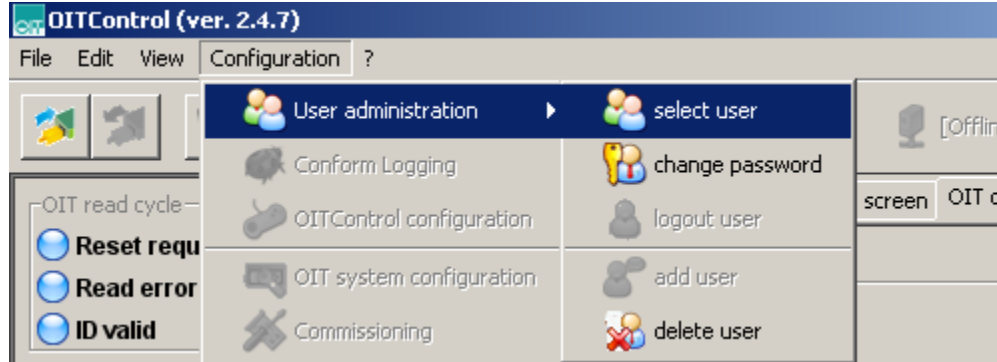 OIT OITControl (ver. 2.4.7)
File Edit View Configuration ?
User administration select user
[Offlin
Conform Logging change password
OIT read cycle
OITControl configuration logout user
screen OIT c
Reset requ
OIT system configuration add user
Read error
Commissioning delete user
ID valid